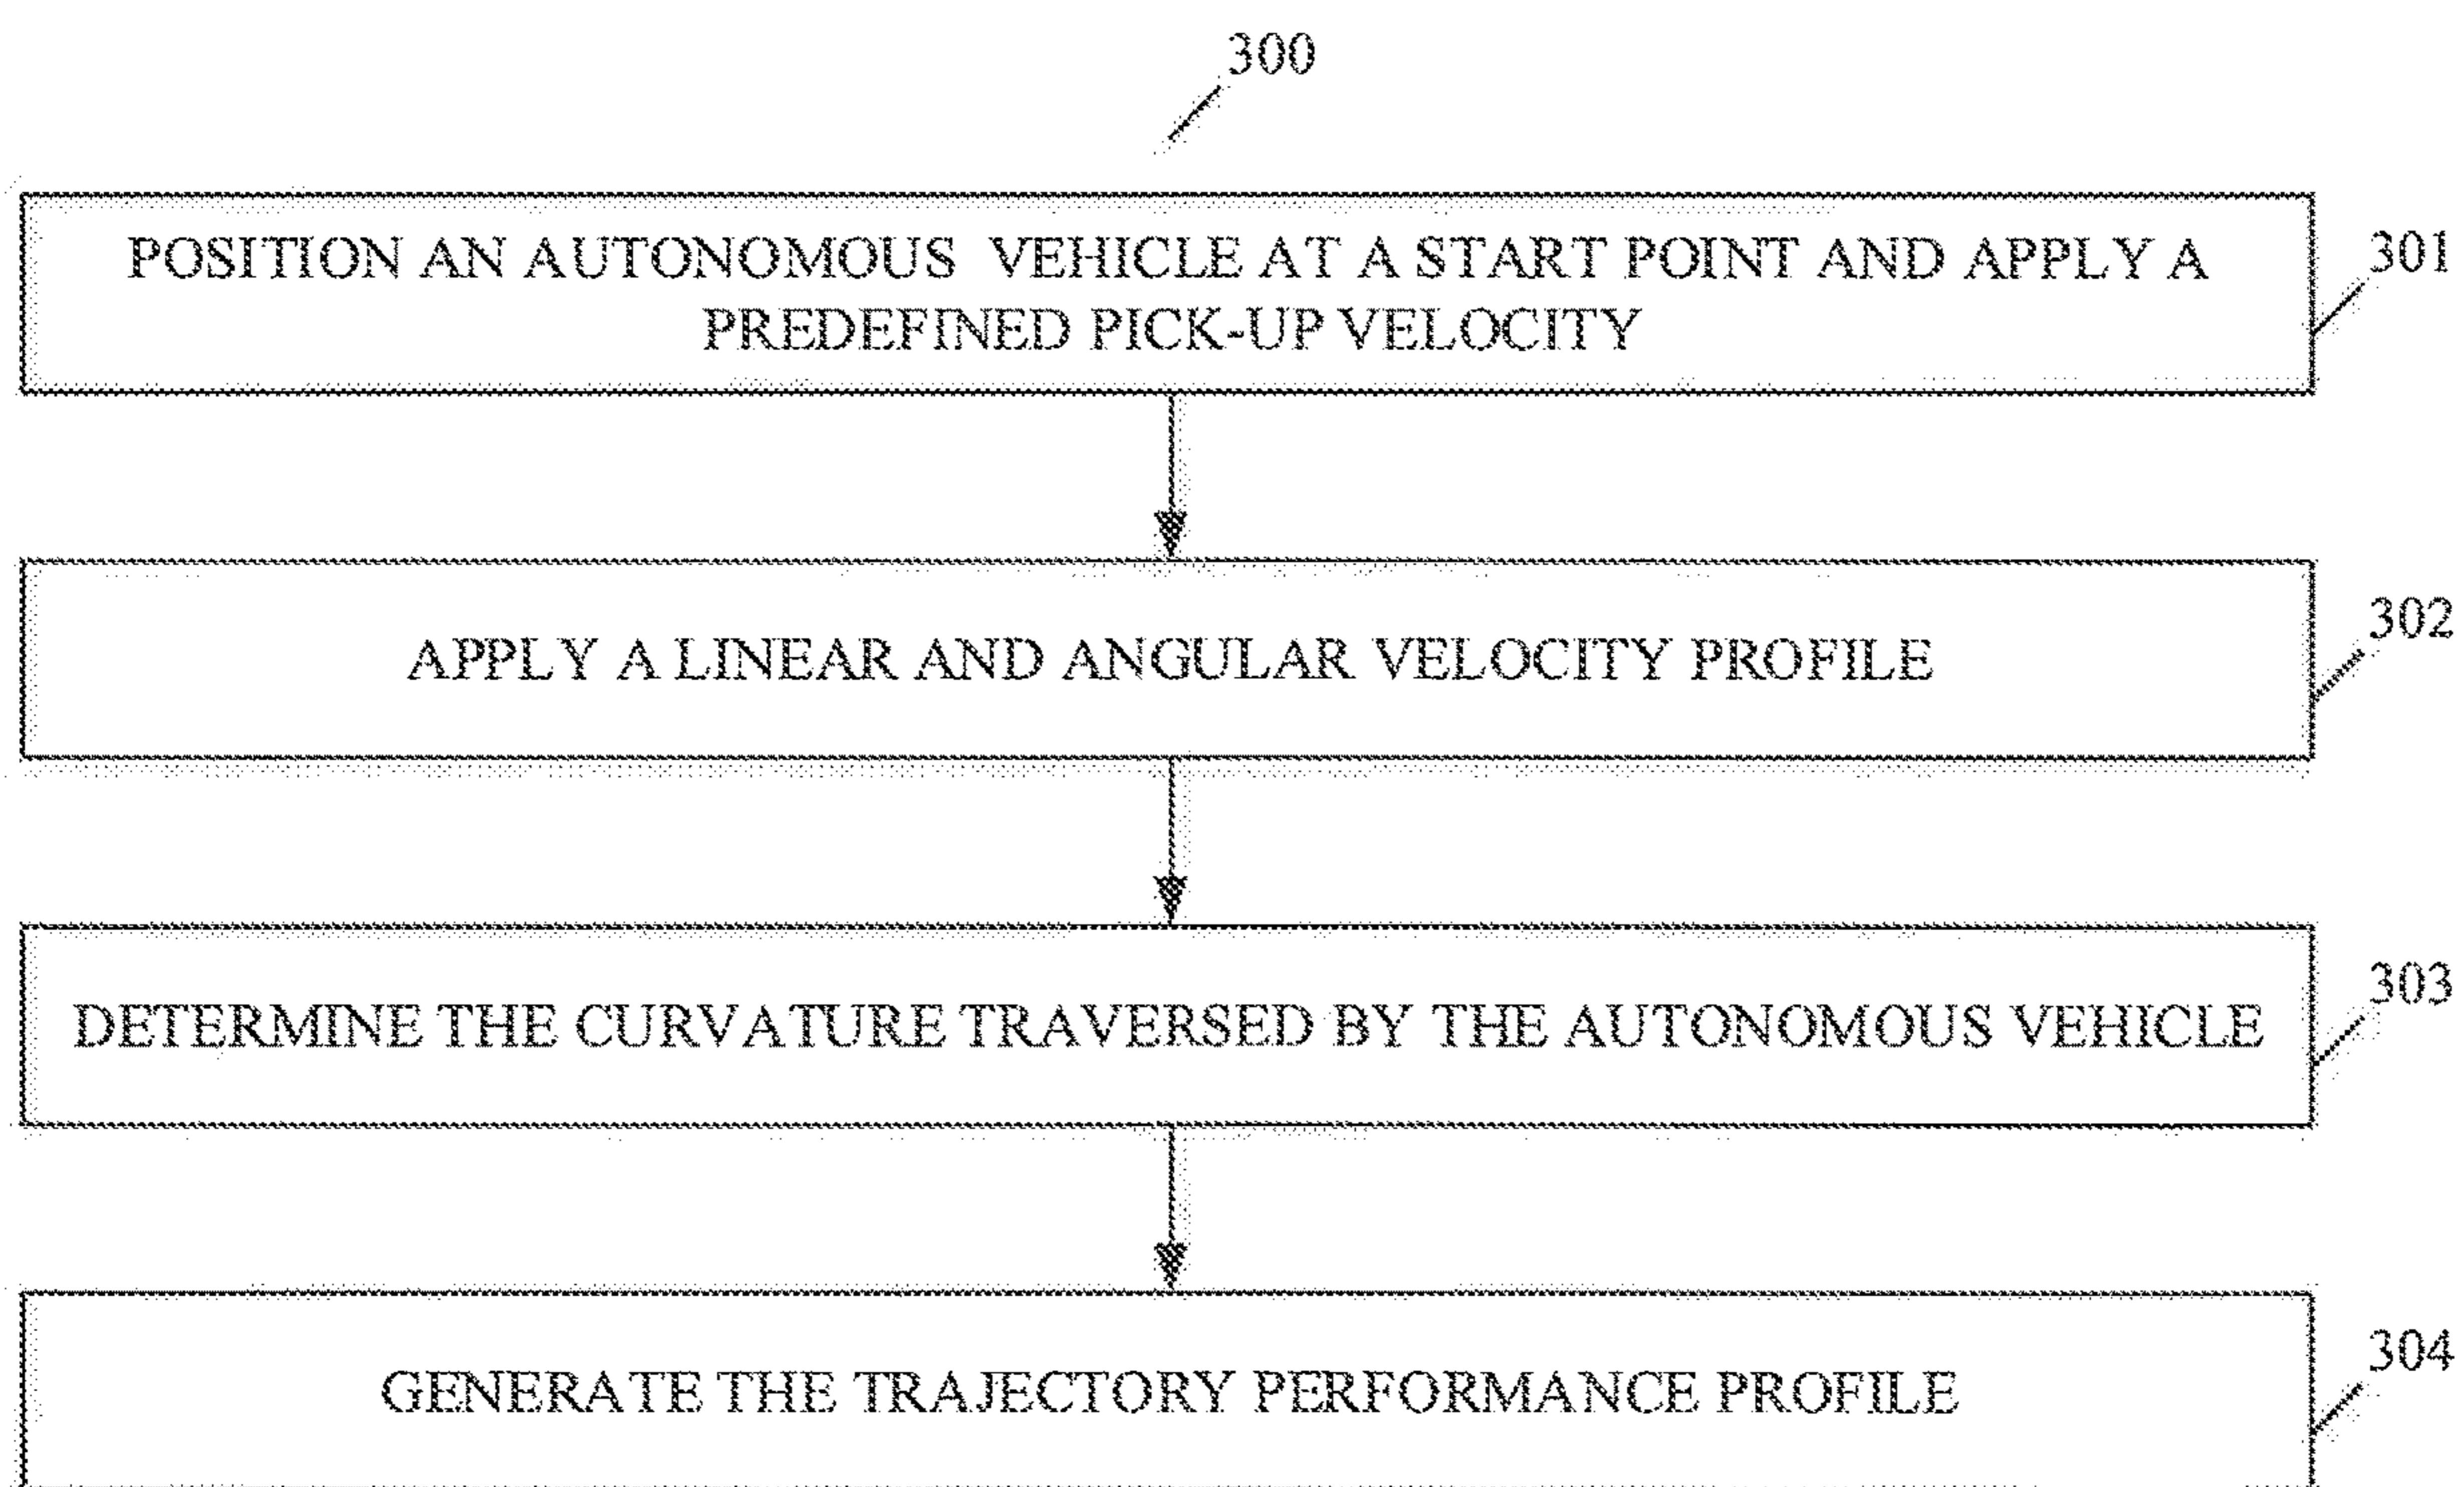 300
POSITION AN AUTONOMOUS VEHICLE AT A START POINT AND APPLY A
PREDEFINED PICK-UP VELOCITY
301
APPLY A LINEAR AND ANGULAR VELOCITY PROFILE
302
DETERMINE THE CURVATURE TRAVERSED BY THE AUTONOMOUS VEHICLE
303
GENERATE THE TRAJECTORY PERFORMANCE PROFILE
304